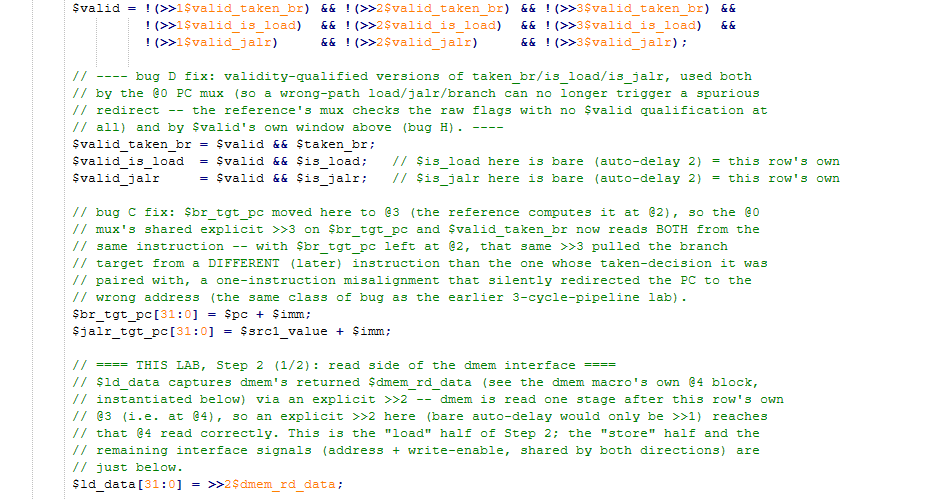 $valid = !(>>1$valid_taken_br) && !(>>2$valid_taken_br) && !(>>3$valid_taken_br) &&
!(>>1$valid_is_load) && !(>>2$valid_is_load) && !(>>3$valid_is_load) &&
!(>>1$valid_jalr) && !(>>2$valid_jalr) && !(>>3$valid_jalr);
// ---- bug D fix: validity-qualified versions of taken_br/is_load/is_jalr, used both
// by the @0 PC mux (so a wrong-path load/jalr/branch can no longer trigger a spurious
// redirect -- the reference's mux checks the raw flags with no $valid qualification at
// all) and by $valid's own window above (bug H). ----
$valid_taken_br = $valid && $taken_br;
$valid_is_load = $valid && $is_load; // $is_load here is bare (auto-delay 2) = this row's own
$valid_jalr = $valid && $is_jalr; // $is_jalr here is bare (auto-delay 2) = this row's own
// bug C fix: $br_tgt_pc moved here to @3 (the reference computes it at @2), so the @0
// mux's shared explicit >>3 on $br_tgt_pc and $valid_taken_br now reads BOTH from the
// same instruction -- with $br_tgt_pc left at @2, that same >>3 pulled the branch
// target from a DIFFERENT (later) instruction than the one whose taken-decision it was
// paired with, a one-instruction misalignment that silently redirected the PC to the
// wrong address (the same class of bug as the earlier 3-cycle-pipeline lab).
$br_tgt_pc[31:0] = $pc + $imm;
$jalr_tgt_pc[31:0] = $src1_value + $imm;
// ==== THIS LAB, Step 2 (1/2): read side of the dmem interface ====
// $ld_data captures dmem's returned $dmem_rd_data (see the dmem macro's own @4 block,
// instantiated below) via an explicit >>2 -- dmem is read one stage after this row's own
// @3 (i.e. at @4), so an explicit >>2 here (bare auto-delay would only be >>1) reaches
// that @4 read correctly. This is the "load" half of Step 2; the "store" half and the
// remaining interface signals (address + write-enable, shared by both directions) are
// just below.
$ld_data[31:0] = >>2$dmem_rd_data;